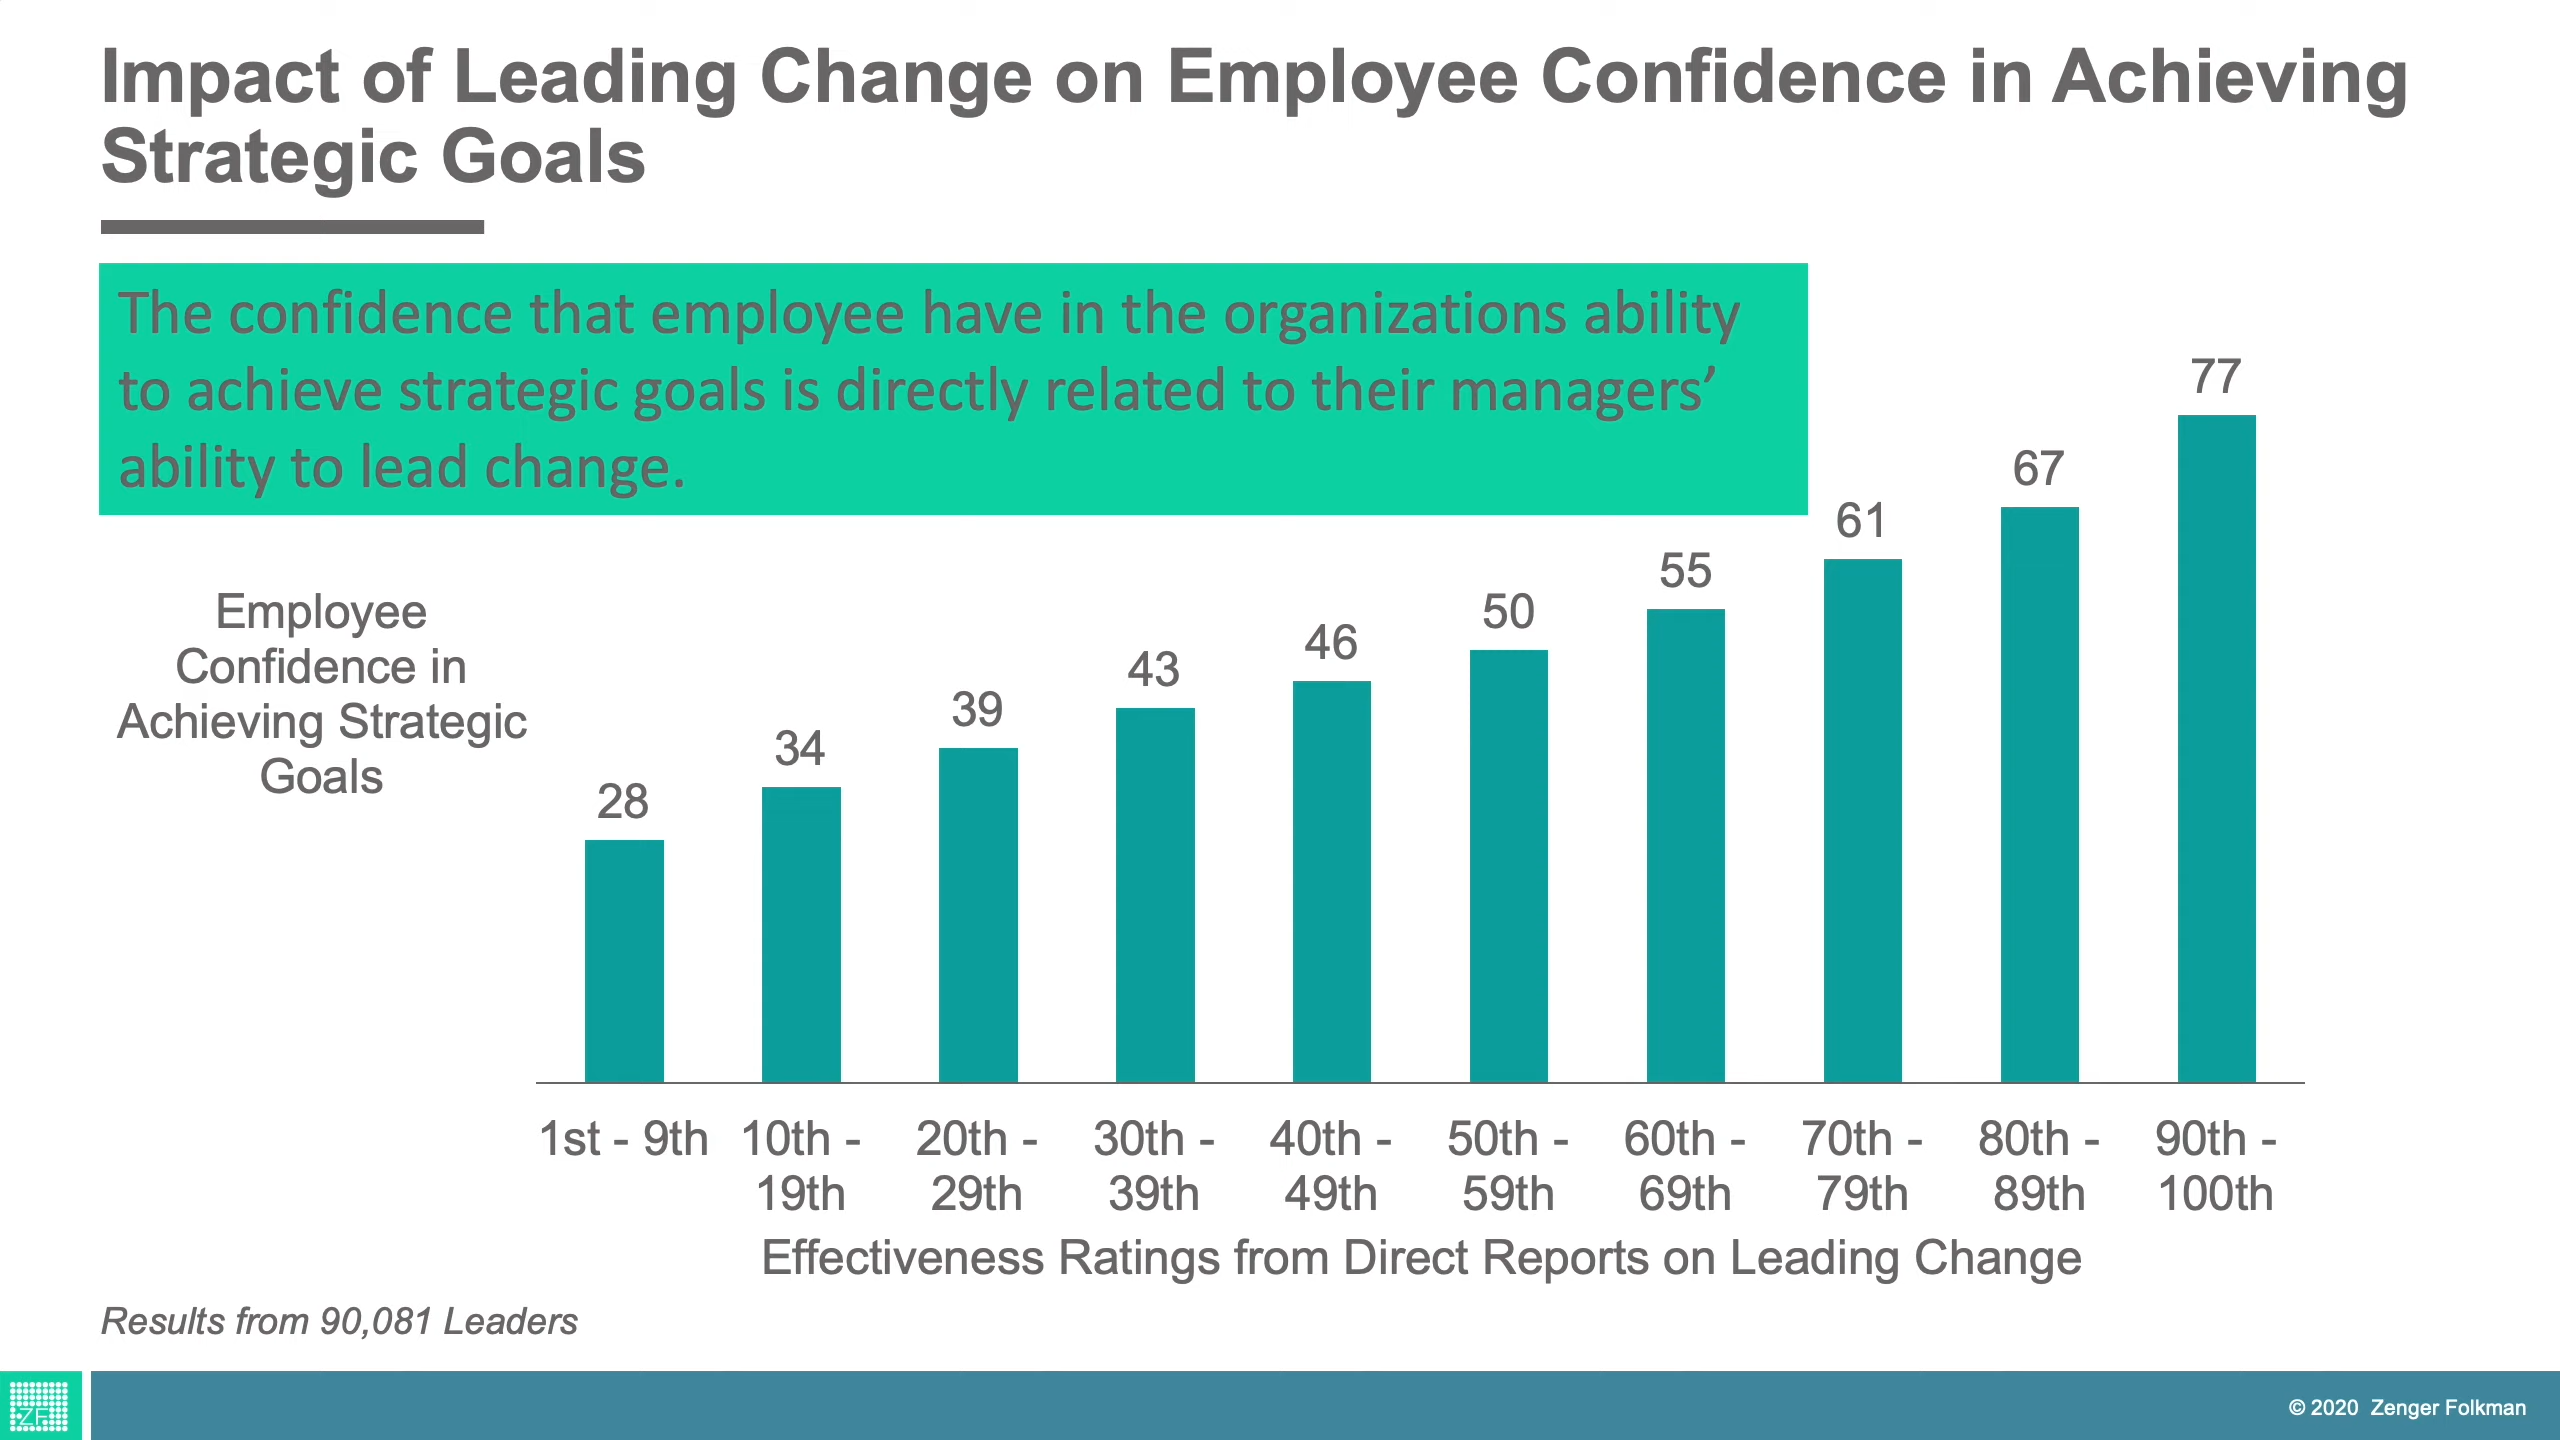 Impact of Leading Change on Employee Confidence in Achieving
Strategic Goals
The confidence that employee have in the organizations ability
to achieve strategic goals is directly related to their managers’
ability to lead change.
Employee
Confidence in
Achieving Strategic
Goals
28
34
39
43
46
50
55
61
67
77
1st - 9th
10th -
19th
20th -
29th
30th -
39th
40th -
49th
50th -
59th
60th -
69th
70th -
79th
80th -
89th
90th -
100th
Effectiveness Ratings from Direct Reports on Leading Change
Results from 90,081 Leaders
ZF
© 2020 Zenger Folkman